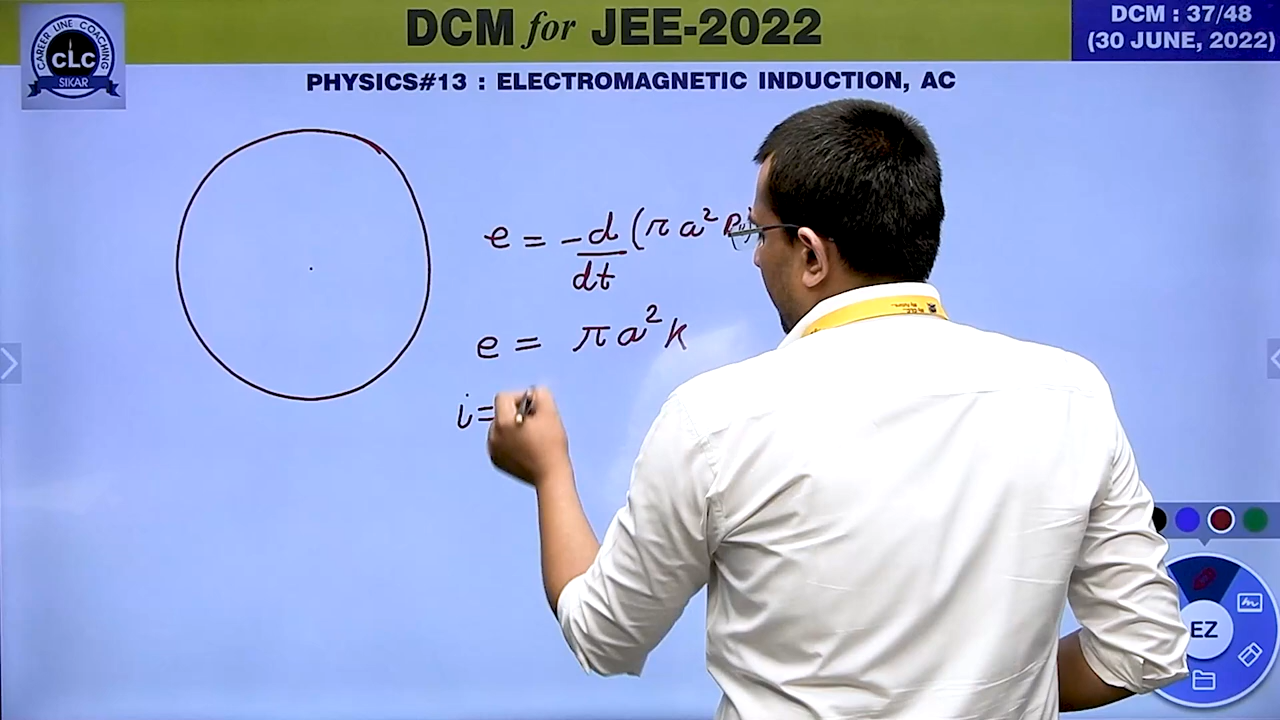 DCM for JEE-2022
DCM : 37/48
(30 JUNE, 2022)
CAREER LINE COACHING
CLC
SIKAR
PHYSICS#13 : ELECTROMAGNETIC INDUCTION, AC
e = -d/dt (πa²
e = πa²k
i =
EZ